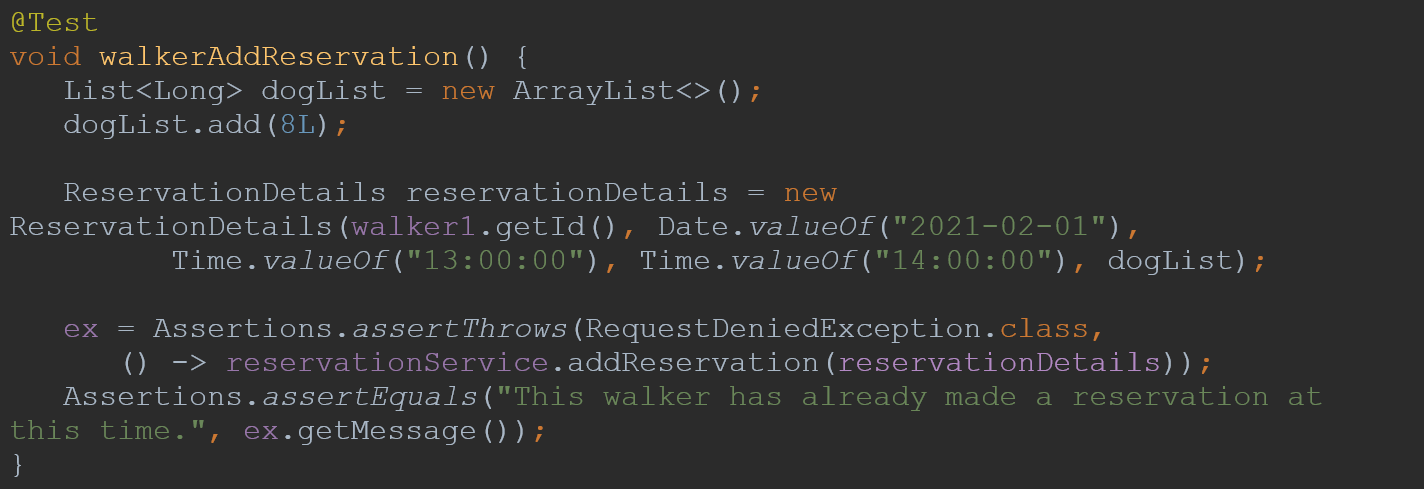 @Test
void walkerAddReservation() {
   List<Long> dogList = new ArrayList<>();
   dogList.add(8L);

   ReservationDetails reservationDetails = new
ReservationDetails(walker1.getId(), Date.valueOf("2021-02-01"),
         Time.valueOf("13:00:00"), Time.valueOf("14:00:00"), dogList);

   ex = Assertions.assertThrows(RequestDeniedException.class,
      () -> reservationService.addReservation(reservationDetails));
   Assertions.assertEquals("This walker has already made a reservation at
this time.", ex.getMessage());
}